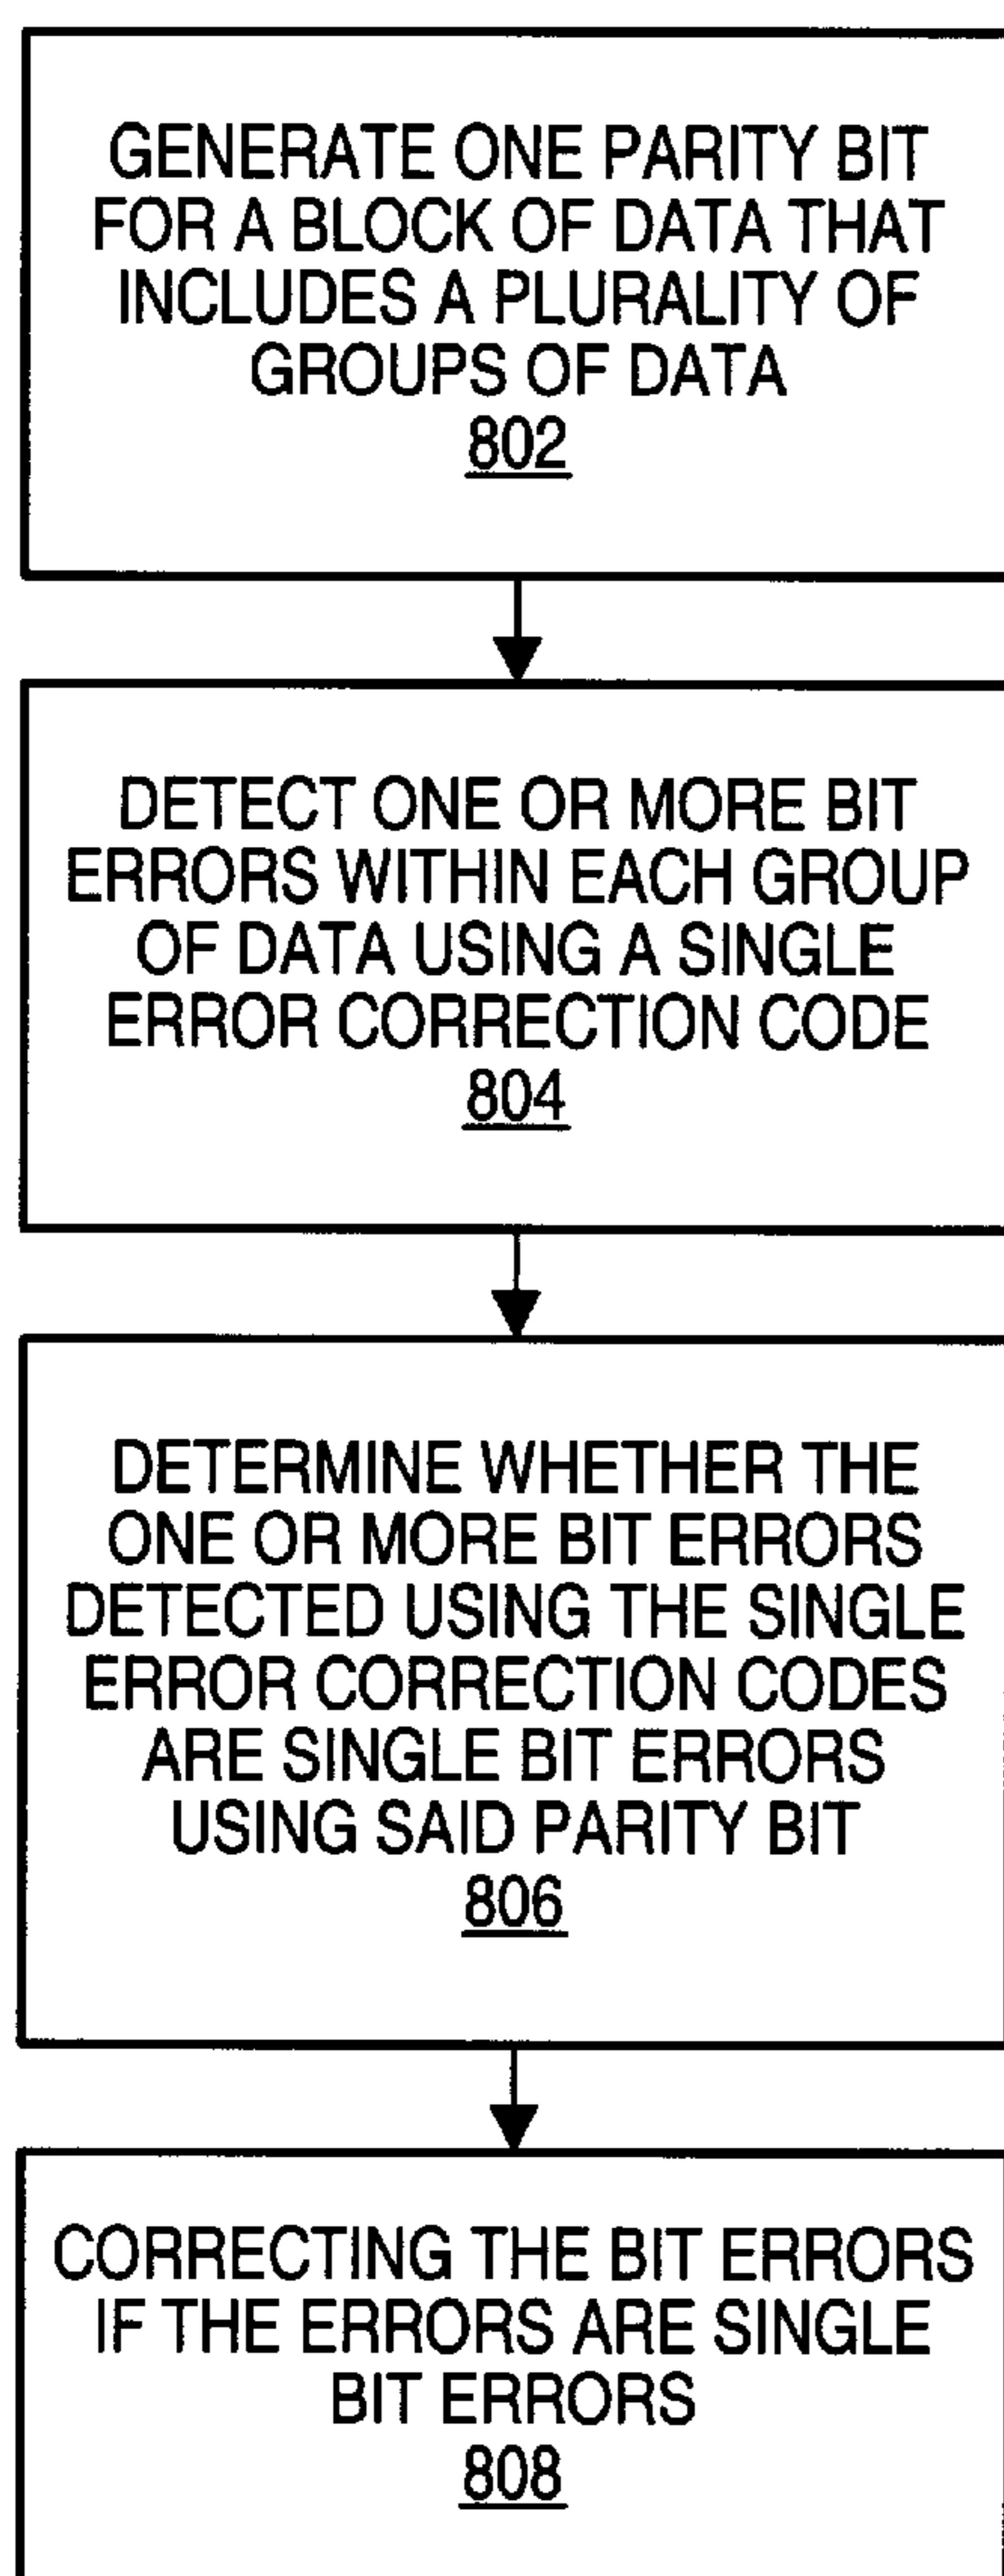 GENERATE ONE PARITY BIT
FOR A BLOCK OF DATA THAT
INCLUDES A PLURALITY OF
GROUPS OF DATA
802
DETECT ONE OR MORE BIT
ERRORS WITHIN EACH GROUP
OF DATA USING A SINGLE
ERROR CORRECTION CODE
804
DETERMINE WHETHER THE
ONE OR MORE BIT ERRORS
DETECTED USING THE SINGLE
ERROR CORRECTION CODES
ARE SINGLE BIT ERRORS
USING SAID PARITY BIT
806
CORRECTING THE BIT ERRORS
IF THE ERRORS ARE SINGLE
BIT ERRORS
808